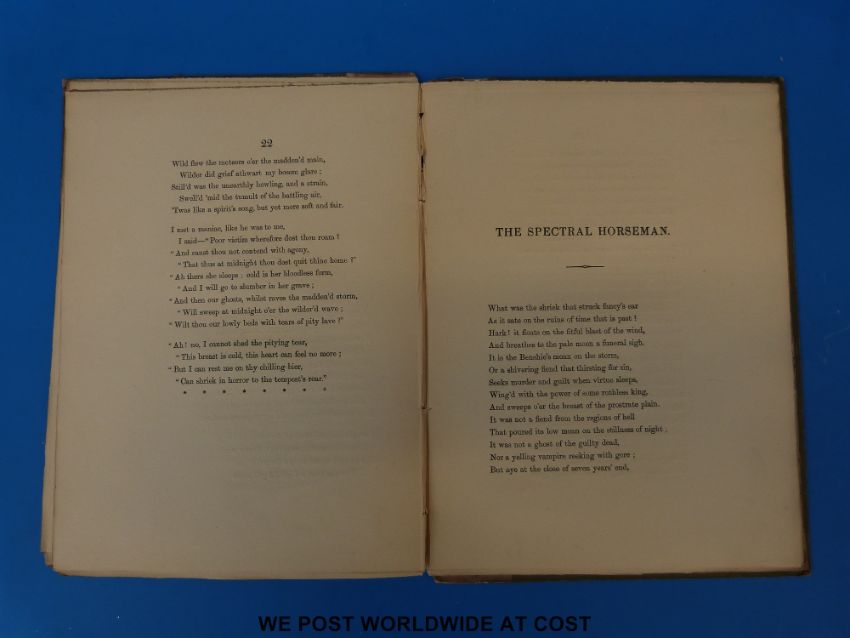 22
Wild flew the meteors o'er the madden'd main,
Wilder did grief athwart my bosom glare ;
Still'd was the unearthly howling, and a strain,
Swell'd 'mid the tumult of the battling air,
'Twas like a spirit's song, but yet more soft and fair.
I met a maniac, like he was to me,
I said—"Poor victim wherefore dost thou roam ?
"And canst thou not contend with agony,
"That thus at midnight thou dost quit thine home ?"
"Ah there she sleeps : cold is her bloodless form,
"And I will go to slumber in her grave ;
"And then our ghosts, whilst raves the madden'd storm,
"Will sweep at midnight o'er the wilder'd wave ;
"Wilt thou our lowly beds with tears of pity lave ?"
"Ah! no, I cannot shed the pitying tear,
"This breast is cold, this heart can feel no more ;
"But I can rest me on thy chilling bier,
"Can shriek in horror to the tempest's roar."
* * * * * * * *
THE SPECTRAL HORSEMAN.
What was the shriek that struck fancy's ear
As it sate on the ruins of time that is past ?
Hark! it floats on the fitful blast of the wind,
And breathes to the pale moon a funeral sigh.
It is the Benshie's moan on the storm,
Or a shivering fiend that thirsting for sin,
Seeks murder and guilt when virtue sleeps,
Wing'd with the power of some ruthless king,
And sweeps o'er the breast of the prostrate plain.
It was not a fiend from the regions of hell
That poured its low moan on the stillness of night ;
It was not a ghost of the guilty dead,
Nor a yelling vampire reeking with gore ;
But aye at the close of seven years' end,
WE POST WORLDWIDE AT COST